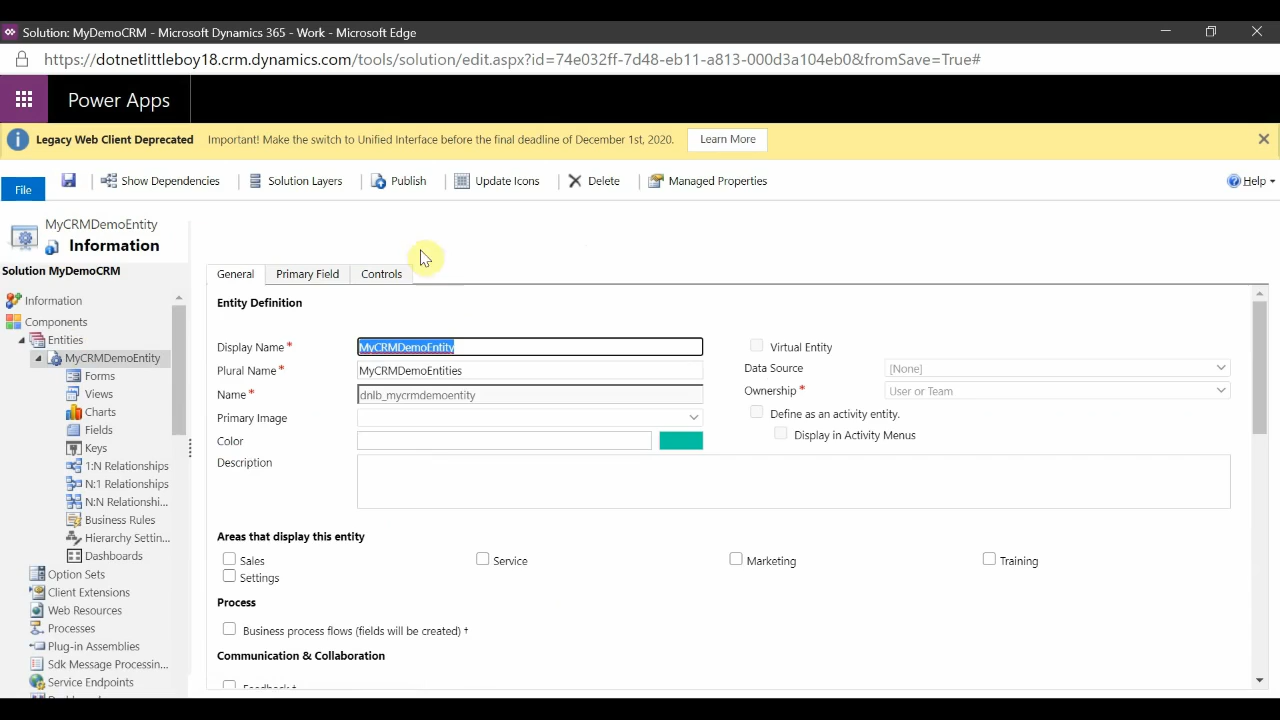 Solution: MyDemoCRM - Microsoft Dynamics 365 - Work - Microsoft Edge
https://dotnetlittleboy18.crm.dynamics.com/tools/solution/edit.aspx?id=74e032ff-7d48-eb11-a813-000d3a104eb0&fromSave=True#
Power Apps
Legacy Web Client Deprecated Important! Make the switch to Unified Interface before the final deadline of December 1st, 2020. Learn More
File Show Dependencies Solution Layers Publish Update Icons Delete Managed Properties Help
MyCRMDemoEntity
Information
Solution MyDemoCRM
Information
Components
Entities
MyCRMDemoEntity
Forms
Views
Charts
Fields
Keys
1:N Relationships
N:1 Relationships
N:N Relationshi...
Business Rules
Hierarchy Settin...
Dashboards
Option Sets
Client Extensions
Web Resources
Processes
Plug-in Assemblies
Sdk Message Processin...
Service Endpoints
General Primary Field Controls
Entity Definition
Display Name* MyCRMDemoEntity
Plural Name* MyCRMDemoEntities
Name* dnlb_mycrmdemoentity
Primary Image
Color
Description
Virtual Entity
Data Source [None]
Ownership* User or Team
Define as an activity entity.
Display in Activity Menus
Areas that display this entity
Sales Service Marketing Training
Settings
Process
Business process flows (fields will be created) †
Communication & Collaboration